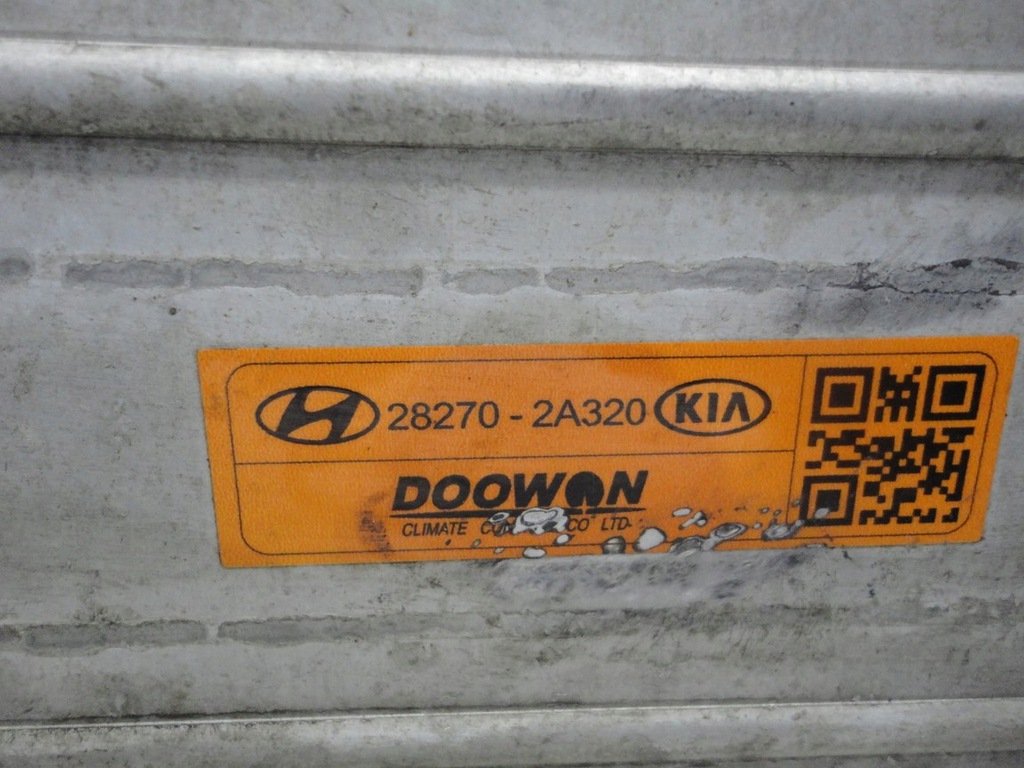 28270 - 2A320 KIA
DOOWON
CLIMATE CO LTD.